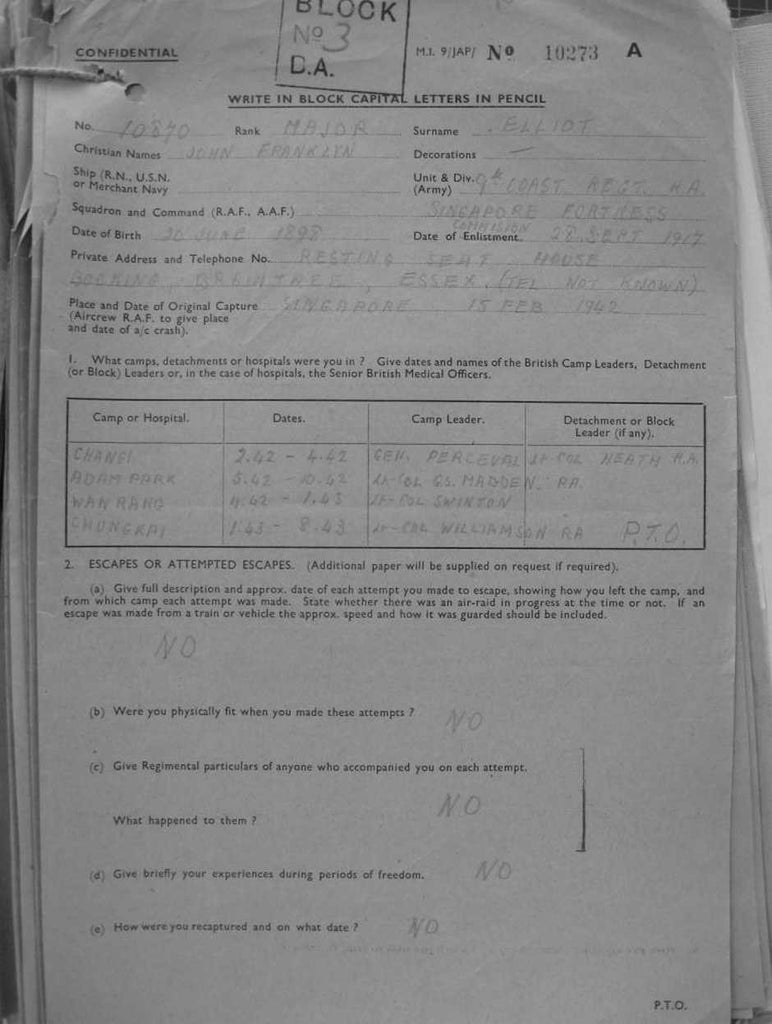 BLOCK
No 3
D.A.
CONFIDENTIAL
M.I. 9/JAP/ No 10273 A
WRITE IN BLOCK CAPITAL LETTERS IN PENCIL
No. 10870 Rank MAJOR Surname ELLIOT
Christian Names JOHN FRANKLYN Decorations —
Ship (R.N., U.S.N. or Merchant Navy
Unit & Div. (Army) 9th COAST REGT. R.A.
Squadron and Command (R.A.F., A.A.F.) SINGAPORE FORTRESS
COMMISION
Date of Birth 20 JUNE 1898 Date of Enlistment 28 SEPT 1917
Private Address and Telephone No. RESTING SEAT HOUSE
BOCKING, BRAINTREE, ESSEX. (TEL NOT KNOWN)
Place and Date of Original Capture SINGAPORE 15 FEB 1942
(Aircrew R.A.F. to give place
and date of a/c crash).
1. What camps, detachments or hospitals were you in ? Give dates and names of the British Camp Leaders, Detachment
(or Block) Leaders or, in the case of hospitals, the Senior British Medical Officers.
Camp or Hospital. Dates. Camp Leader. Detachment or Block
Leader (if any).
CHANGI 2.42 - 4.42 GEN. PERCEVAL LT-COL HEATH R.A.
ADAM PARK 5.42 - 10.42 LT-COL GS. MADDEN. RA.
WAN RANG 11.42 - 1.43 LT-COL SWINTON
CHUNGKAI 1.43 - 8.43 LT-COL WILLIAMSON RA P.T.O.
2. ESCAPES OR ATTEMPTED ESCAPES. (Additional paper will be supplied on request if required).
(a) Give full description and approx. date of each attempt you made to escape, showing how you left the camp, and
from which camp each attempt was made. State whether there was an air-raid in progress at the time or not. If an
escape was made from a train or vehicle the approx. speed and how it was guarded should be included.
NO
(b) Were you physically fit when you made these attempts ? NO
(c) Give Regimental particulars of anyone who accompanied you on each attempt.
NO
What happened to them ?
(d) Give briefly your experiences during periods of freedom. NO
(e) How were you recaptured and on what date ? NO
P.T.O.